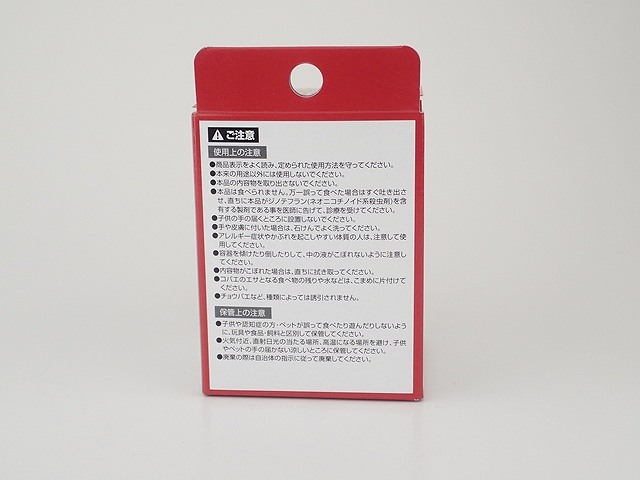 ご注意
使用上の注意
●商品表示をよく読み、定められた使用方法を守ってください。
●本来の用途以外には使用しないでください。
●本品の内容物を取り出さないでください。
●本品は食べられません。万一誤って食べた場合はすぐ吐き出さ
せ、直ちに本品がジノテフラン(ネオニコチノイド系殺虫剤)を含
有する製剤である事を医師に告げて、診療を受けてください。
●子供の手の届くところに設置しないでください。
●手や皮膚に付いた場合は、石けんでよく洗ってください。
●アレルギー症状やかぶれを起こしやすい体質の人は、注意して使
用してください。
●容器を傾けたり倒したりして、中の液がこぼれないように注意し
てください。
●内容物がこぼれた場合は、直ちに拭き取ってください。
●コバエのエサとなる食べ物の残りや水などは、こまめに片付けて
ください。
●チョウバエなど、種類によっては誘引されません。
保管上の注意
●子供や認知症の方・ペットが誤って食べたり遊んだりしないよう
に、玩具や食品・飼料と区別して保管してください。
●火気付近、直射日光の当たる場所、高温になる場所を避け、子供
やペットの手の届かない涼しいところに保管してください。
●廃棄の際は自治体の指示に従って廃棄してください。